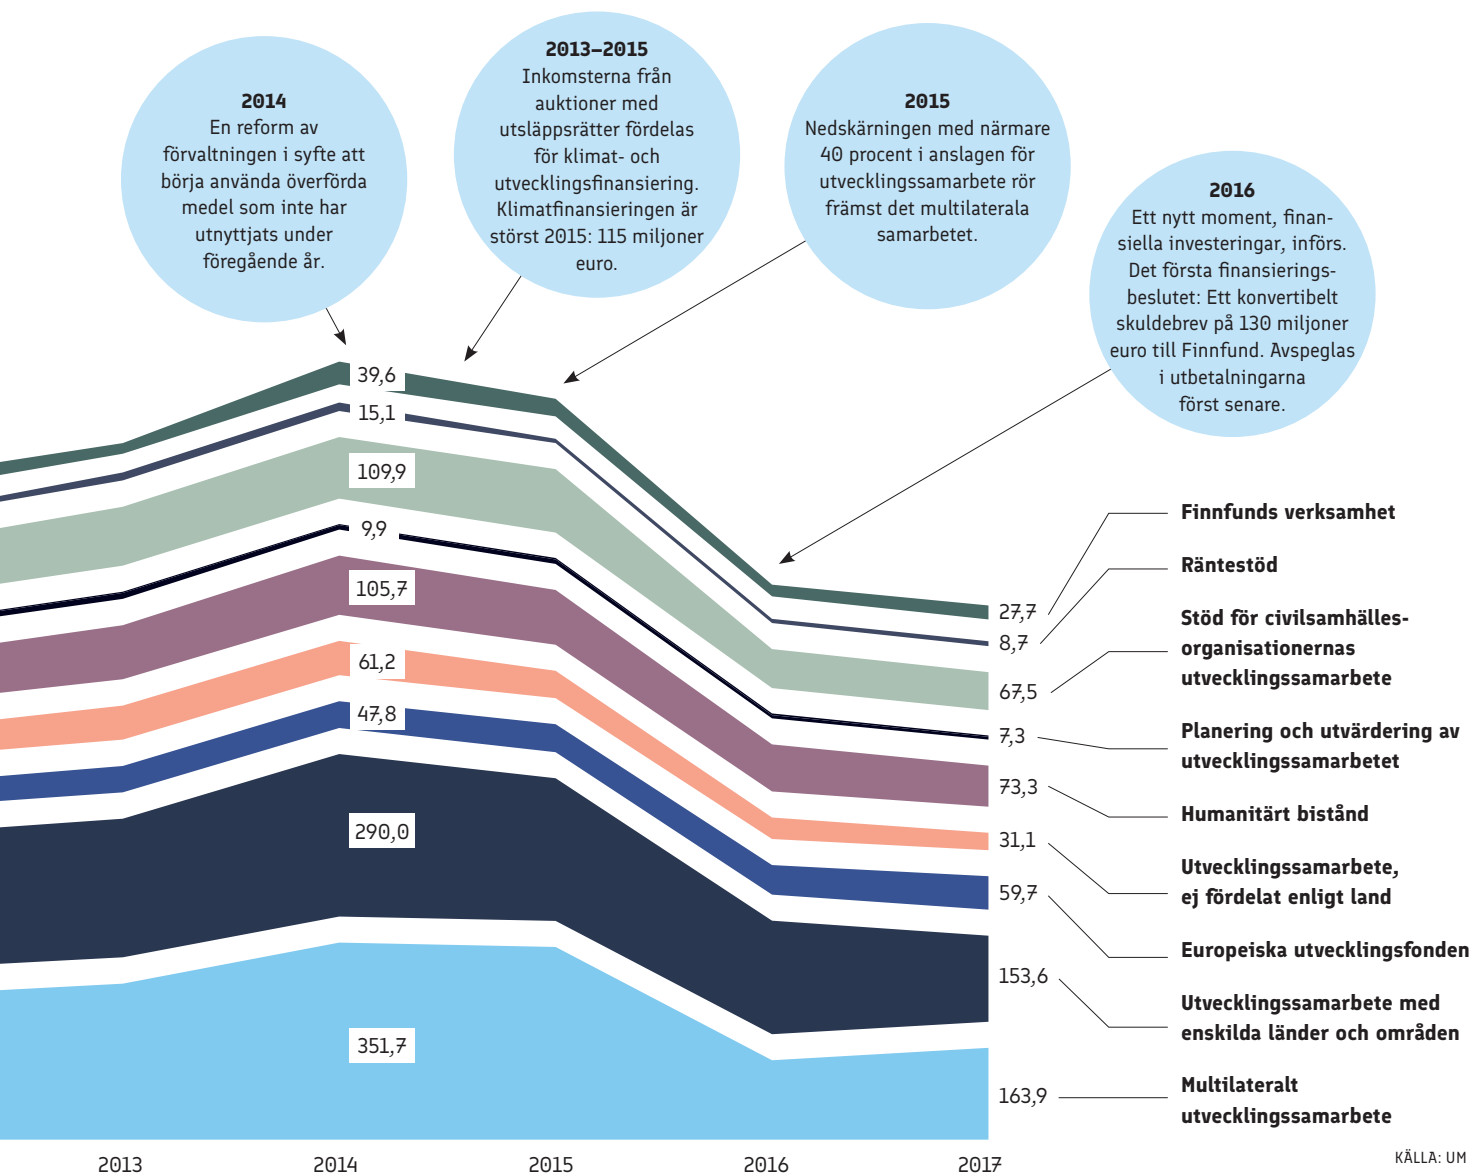 2014
En reform av
förvaltningen i syfte att
börja använda överförda
medel som inte har
utnyttjats under
föregående år.
2013–2015
Inkomsterna från
auktioner med
utsläppsrätter fördelas
för klimat- och
utvecklingsfinansiering.
Klimatfinansieringen är
störst 2015: 115 miljoner
euro.
2015
Nedskärningen med närmare
40 procent i anslagen för
utvecklingssamarbete rör
främst det multilaterala
samarbetet.
2016
Ett nytt moment, finan-
siella investeringar, införs.
Det första finansierings-
beslutet: Ett konvertibelt
skuldebrev på 130 miljoner
euro till Finnfund. Avspeglas
i utbetalningarna
först senare.
39,6
15,1
109,9
9,9
105,7
61,2
47,8
290,0
351,7
27,7
8,7
67,5
7,3
73,3
31,1
59,7
153,6
163,9
Finnfunds verksamhet
Räntestöd
Stöd för civilsamhälles-
organisationernas
utvecklingssamarbete
Planering och utvärdering av
utvecklingssamarbetet
Humanitärt bistånd
Utvecklingssamarbete,
ej fördelat enligt land
Europeiska utvecklingsfonden
Utvecklingssamarbete med
enskilda länder och områden
Multilateralt
utvecklingssamarbete
2013
2014
2015
2016
2017
KÄLLA: UM